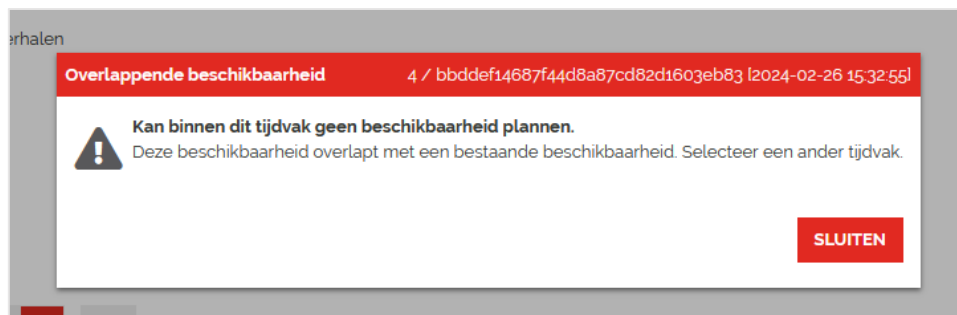 erhalen
Overlappende beschikbaarheid 4 / bbddef14687f44d8a87cd82d1603eb83 [2024-02-26 15:32:55]
Kan binnen dit tijdvak geen beschikbaarheid plannen.
Deze beschikbaarheid overlapt met een bestaande beschikbaarheid. Selecteer een ander tijdvak.
SLUITEN